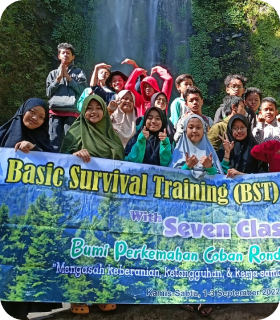 Basic Survival Training (BST)
With Seven Clas
Bumi Perkemahan Coban Rond
"Mengasah keberanian, ketangguhan, & kerja sama
Kamis-Sabtu, 1-3 September 202